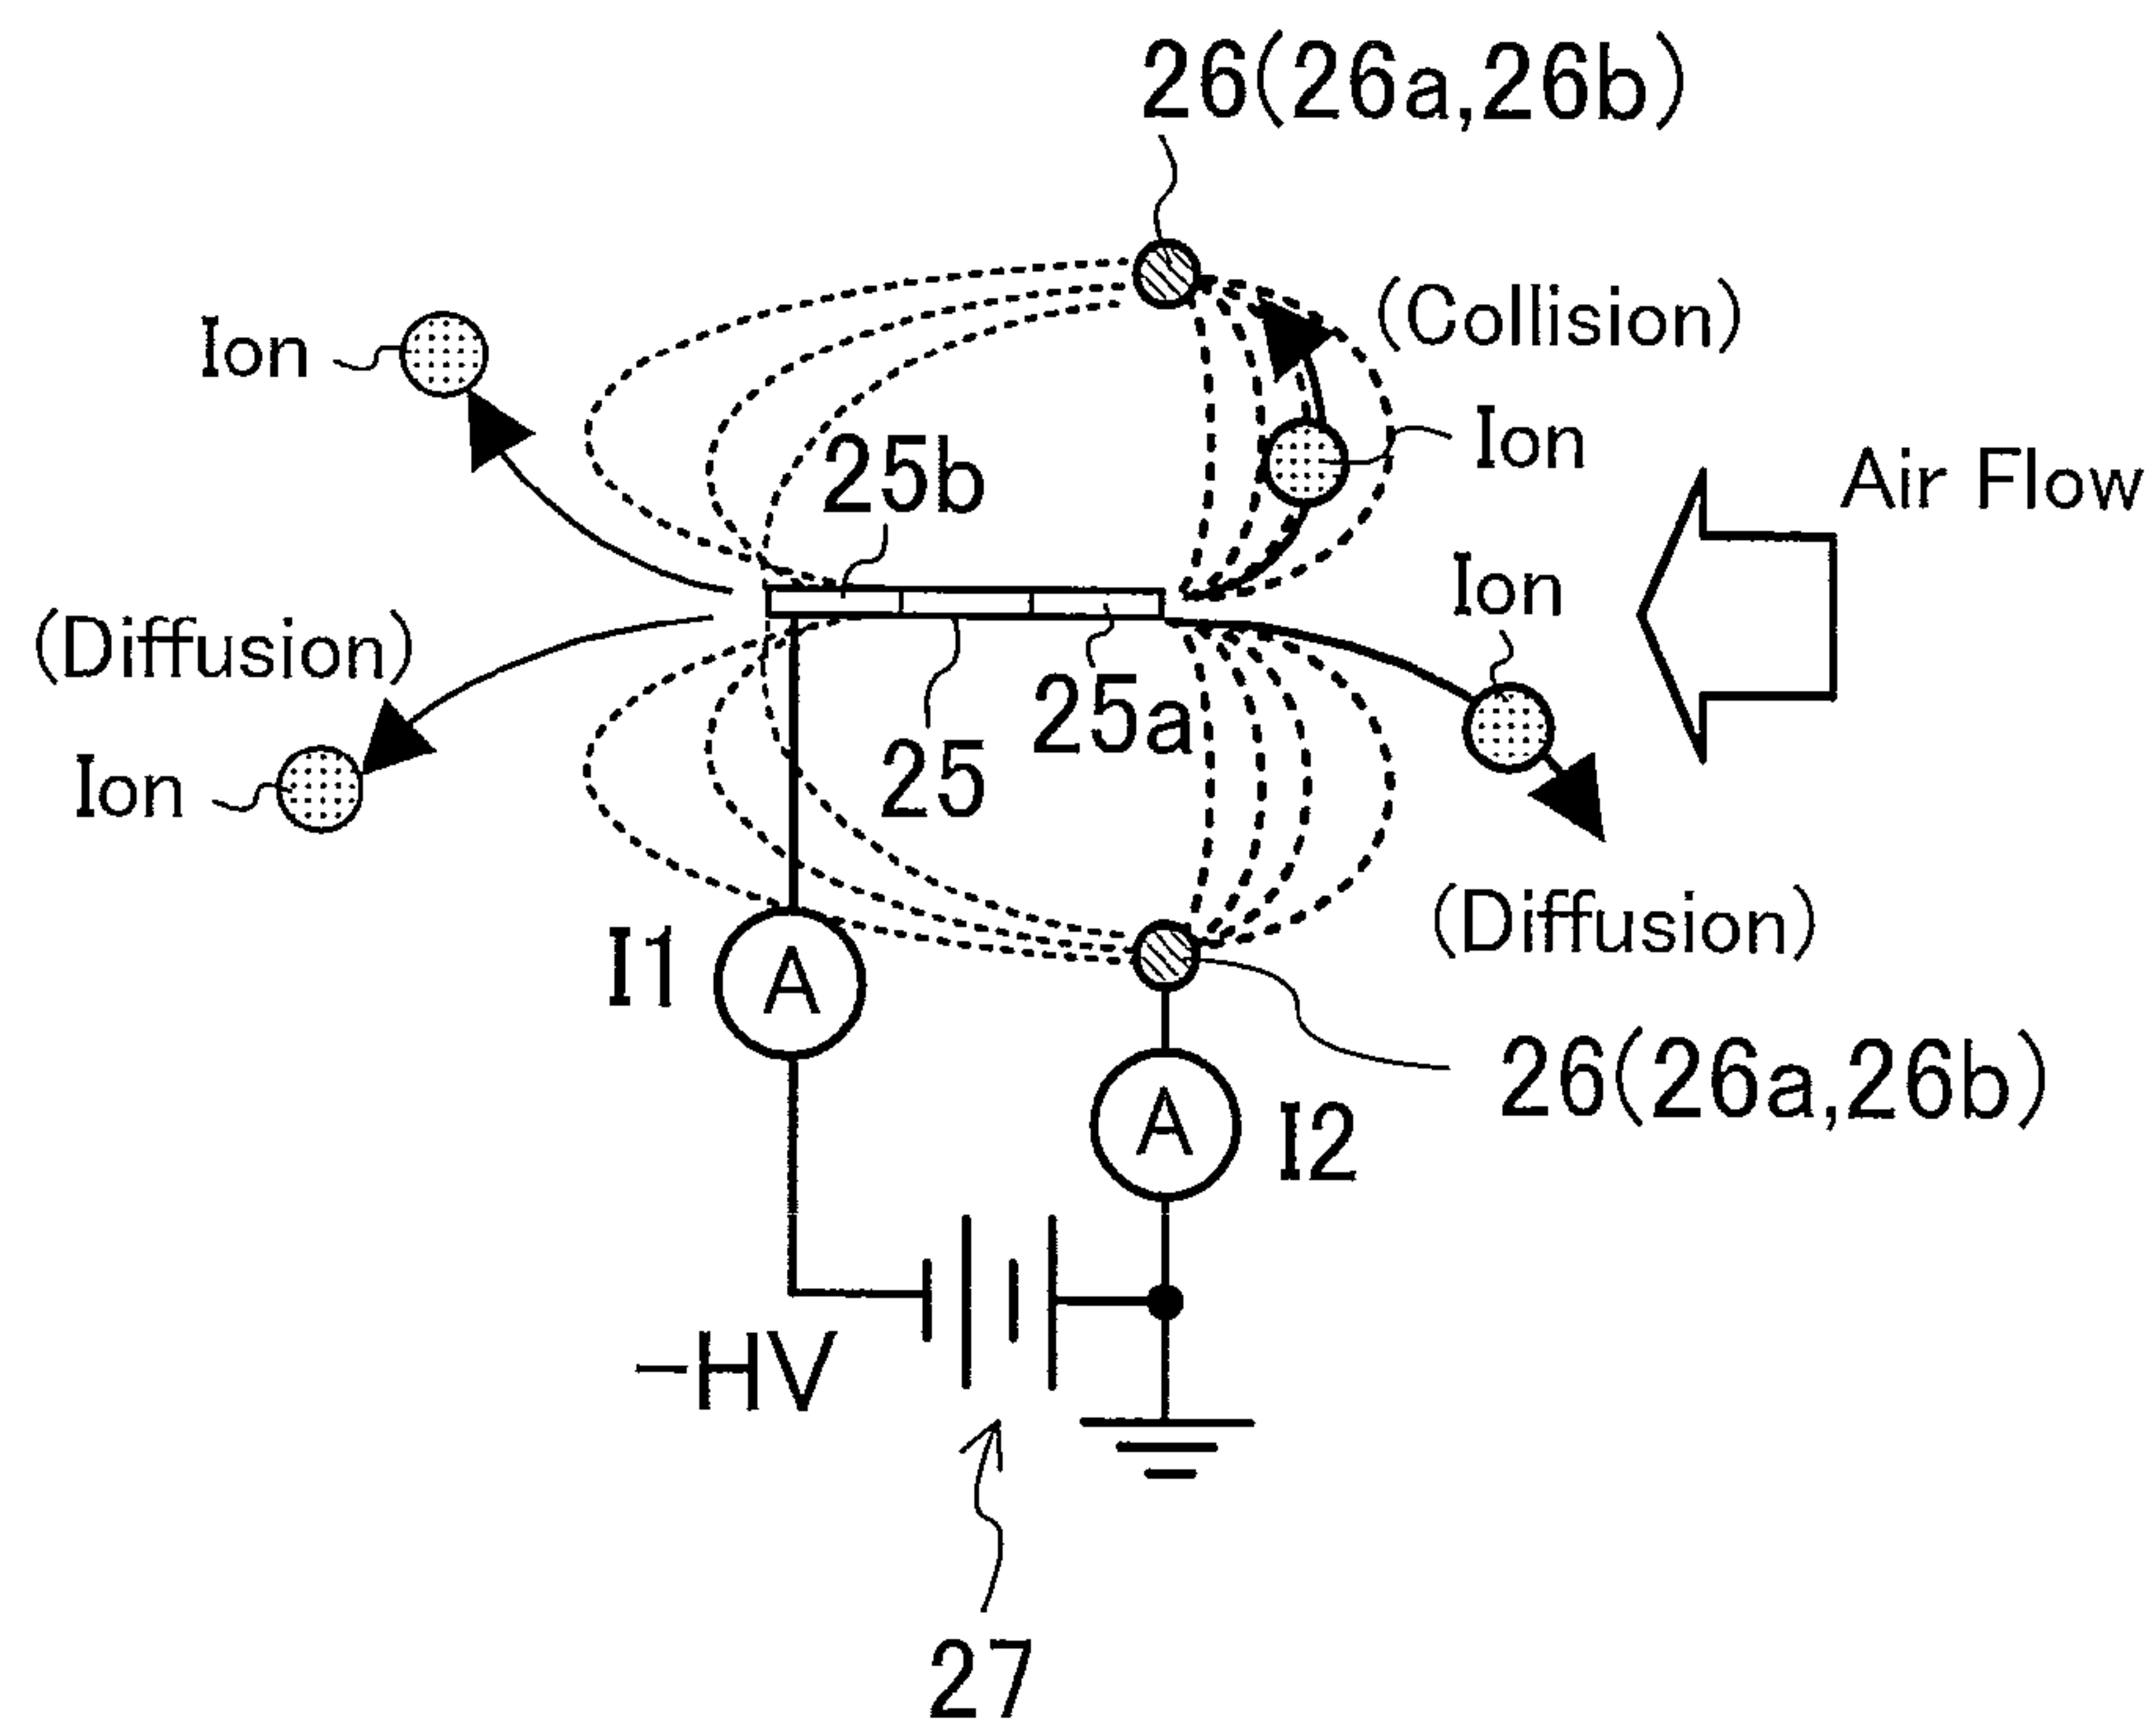 26(26a,26b)
(Collision)
Ion
Ion
25b
Air Flow
Ion
(Diffusion)
25a
25
Ion
(Diffusion)
I1
A
26(26a,26b)
A
I2
−HV
27